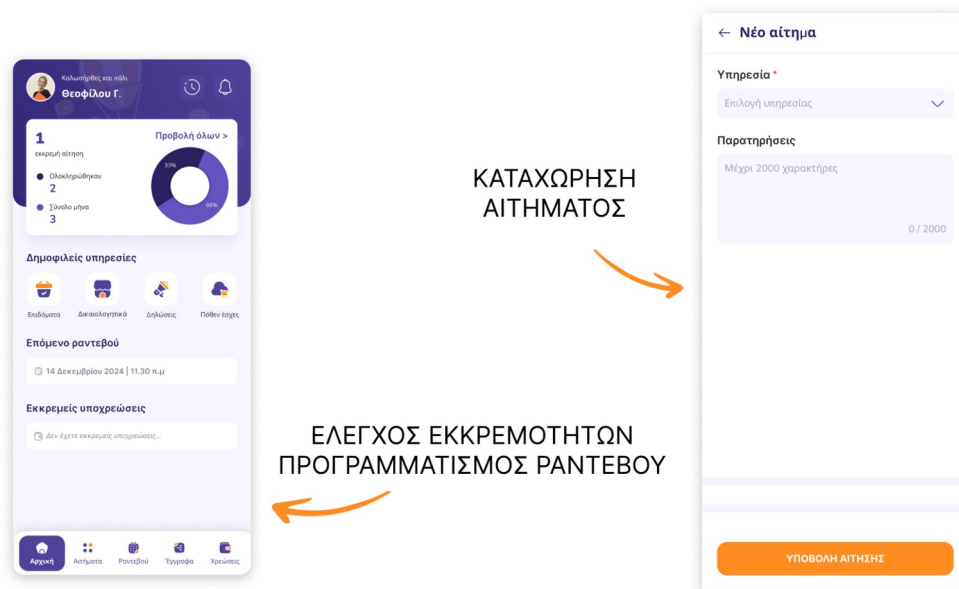 Καλωσήρθες και πάλι
Θεοφίλου Γ.
1
εκκρεμή αίτηση
Προβολή όλων >
Ολοκληρώθηκαν
2
Σύνολο μήνα
3
33%
66%
Δημοφιλείς υπηρεσίες
Επιδόματα
Δικαιολογητικά
Δηλώσεις
Πόθεν έσχες
Επόμενο ραντεβού
14 Δεκεμβρίου 2024 | 11.30 π.μ
Εκκρεμείς υποχρεώσεις
Δεν έχετε εκκρεμείς υποχρεώσεις...
Αρχική
Αιτήματα
Ραντεβού
Έγγραφα
Χρεώσεις
ΚΑΤΑΧΩΡΗΣΗ
ΑΙΤΗΜΑΤΟΣ
ΕΛΕΓΧΟΣ ΕΚΚΡΕΜΟΤΗΤΩΝ
ΠΡΟΓΡΑΜΜΑΤΙΣΜΟΣ ΡΑΝΤΕΒΟΥ
← Νέο αίτημα
Υπηρεσία *
Επιλογή υπηρεσίας
Παρατηρήσεις
Μέχρι 2000 χαρακτήρες
0 / 2000
ΥΠΟΒΟΛΗ ΑΙΤΗΣΗΣ